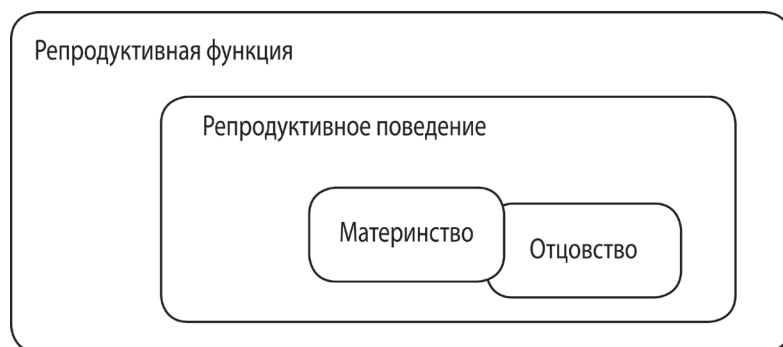 Репродуктивная функция
Репродуктивное поведение
Материнство
Отцовство